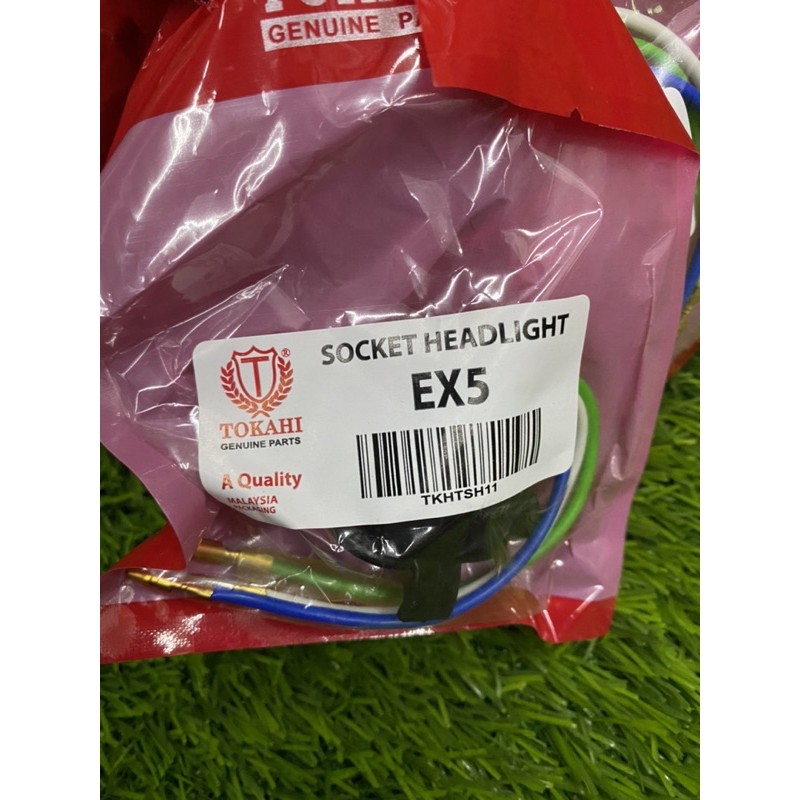 GENUINE PA
SOCKET HEADLIGHT
EX5
T
®
TOKAHI
GENUINE PARTS
A Quality
MALAYSIA
PACKAGING
TKHTSH11